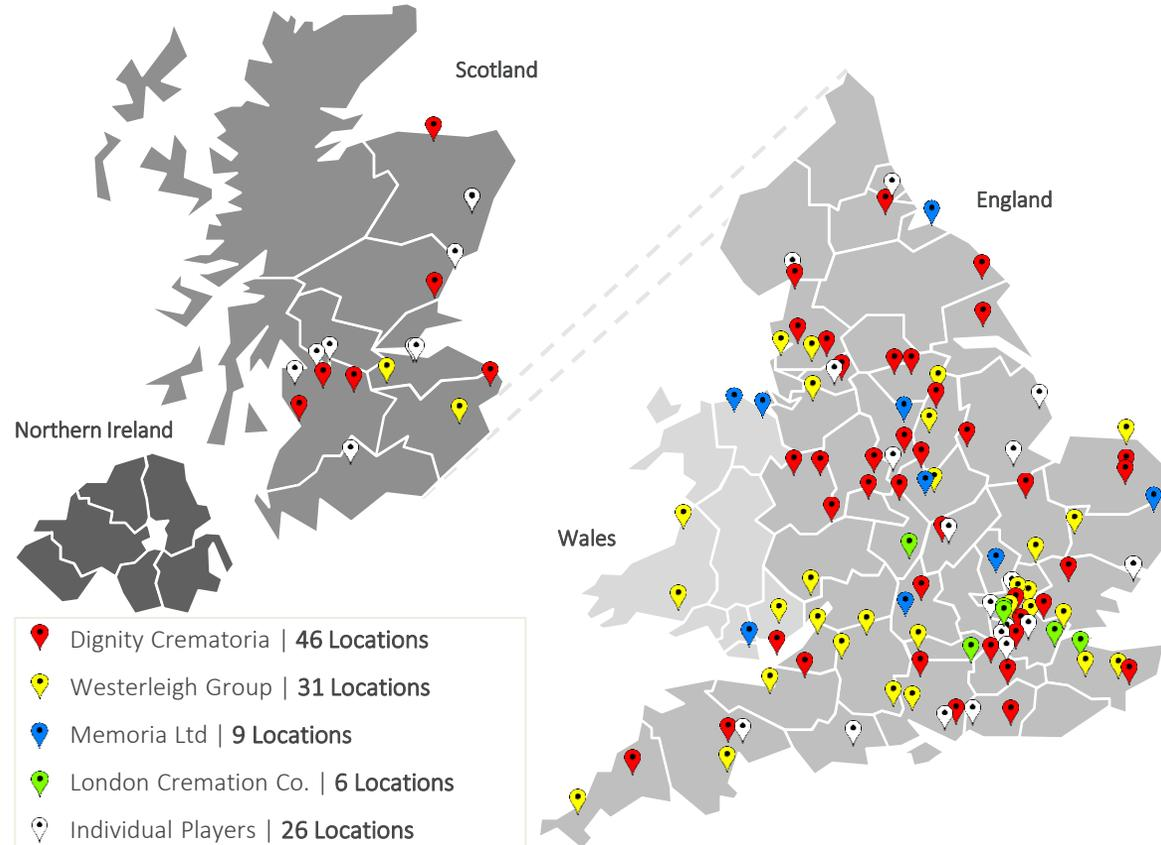 Scotland
England
Northern Ireland
Wales
Dignity Crematoria | 46 Locations
Westerleigh Group | 31 Locations
Memoria Ltd | 9 Locations
London Cremation Co. | 6 Locations
Individual Players | 26 Locations